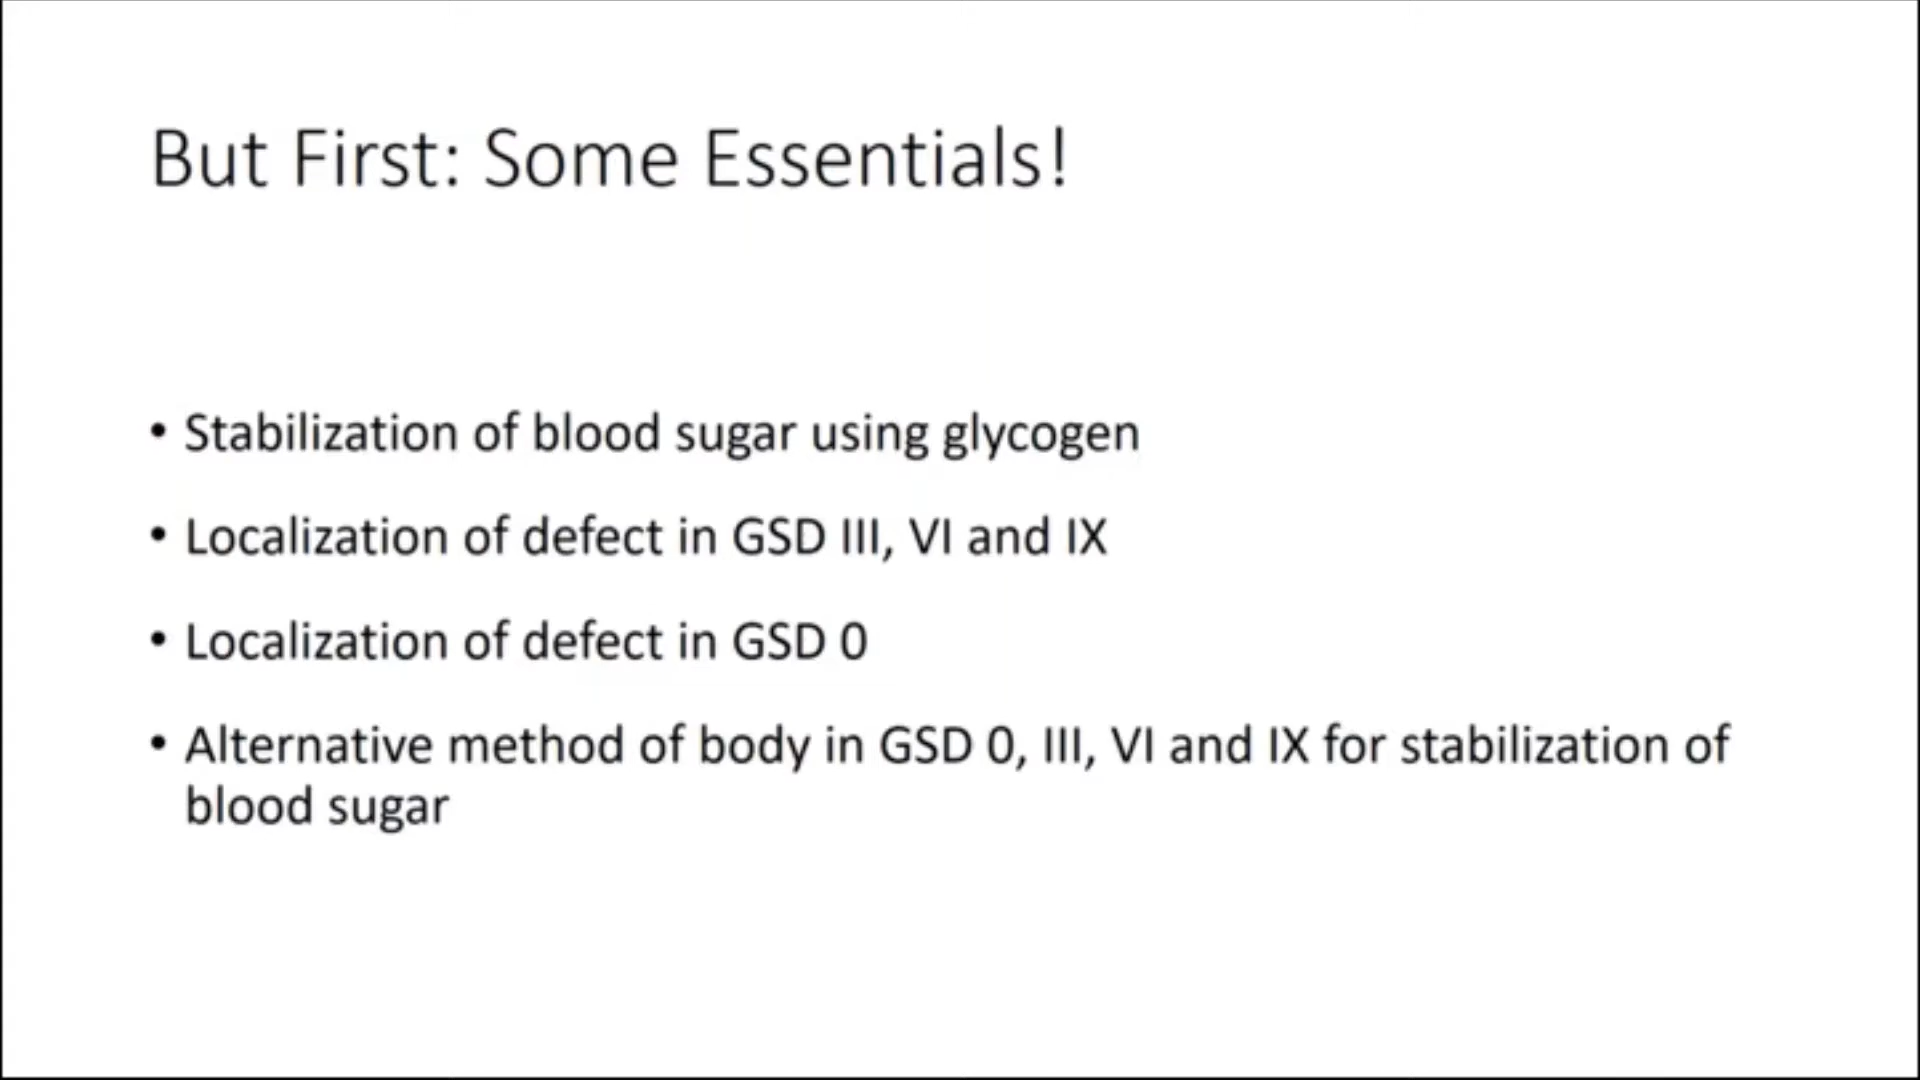 But First: Some Essentials!
• Stabilization of blood sugar using glycogen
• Localization of defect in GSD III, VI and IX
• Localization of defect in GSD 0
• Alternative method of body in GSD 0, III, VI and IX for stabilization of
blood sugar